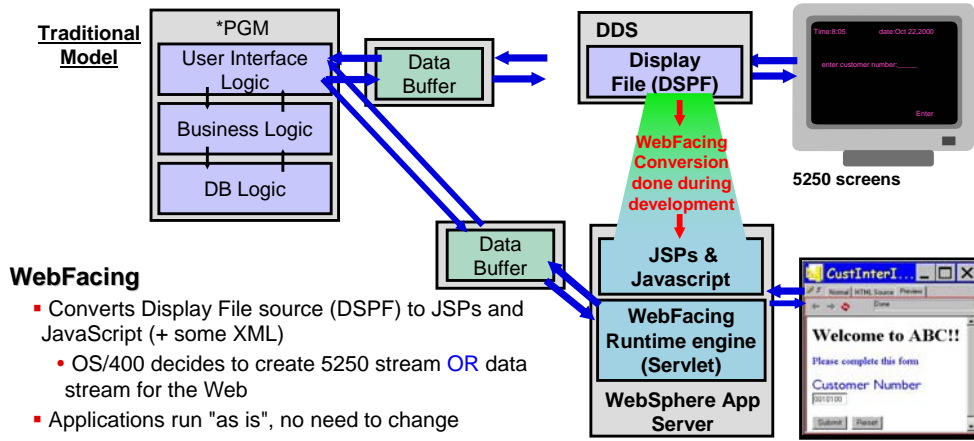 Traditional
Model
*PGM
User Interface
Logic
Business Logic
DB Logic
Data
Buffer
DDS
Display
File (DSPF)
Time:8:05 date:Oct 22,2000
enter customer number:_____
Enter
5250 screens
WebFacing
Conversion
done during
development
Data
Buffer
JSPs &
Javascript
WebFacing
Runtime engine
(Servlet)
WebSphere App
Server
CustInterI...
Normal HTML Source Preview
Done
Welcome to ABC!!
Please complete this form
Customer Number
0010100
Submit Reset
WebFacing
▪ Converts Display File source (DSPF) to JSPs and
JavaScript (+ some XML)
• OS/400 decides to create 5250 stream OR data
stream for the Web
▪ Applications run "as is", no need to change